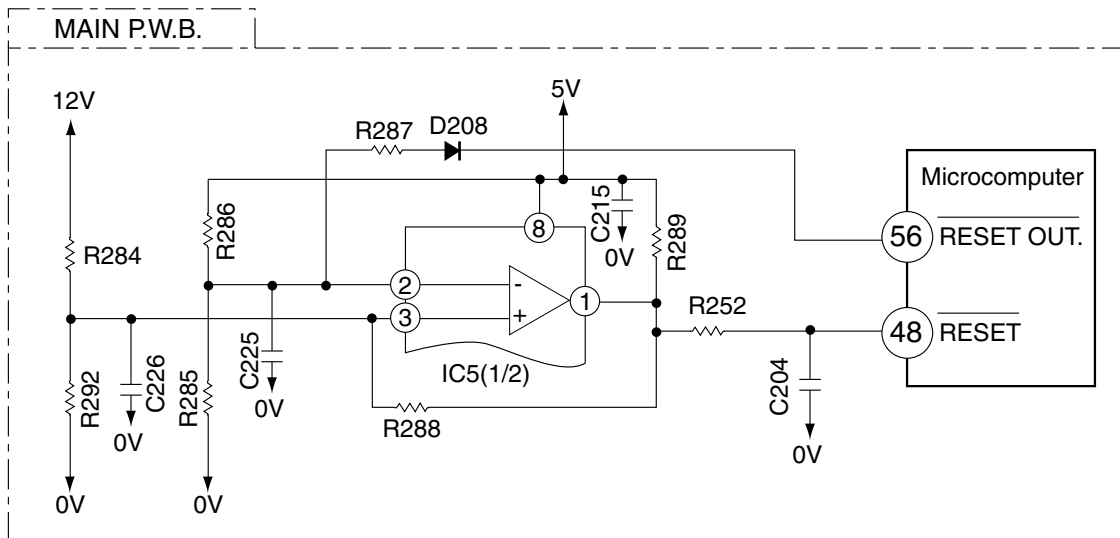 MAIN P.W.B.
12V
5V
R287
D208
Microcomputer
R286
8
C215
R289
56
RESET OUT.
R284
0V
2
-
1
R252
3
+
48
RESET
R292
C226
R285
C225
IC5(1/2)
C204
0V
0V
R288
0V
0V
0V